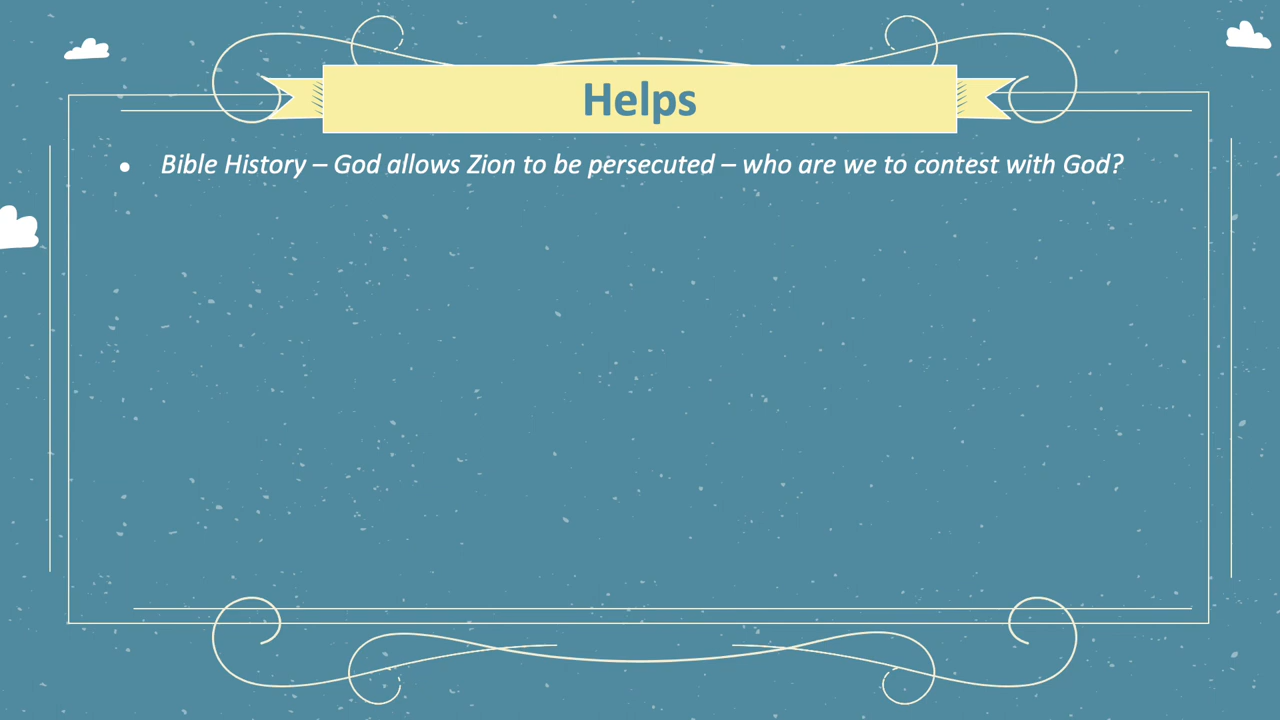 Helps
• Bible History – God allows Zion to be persecuted – who are we to contest with God?